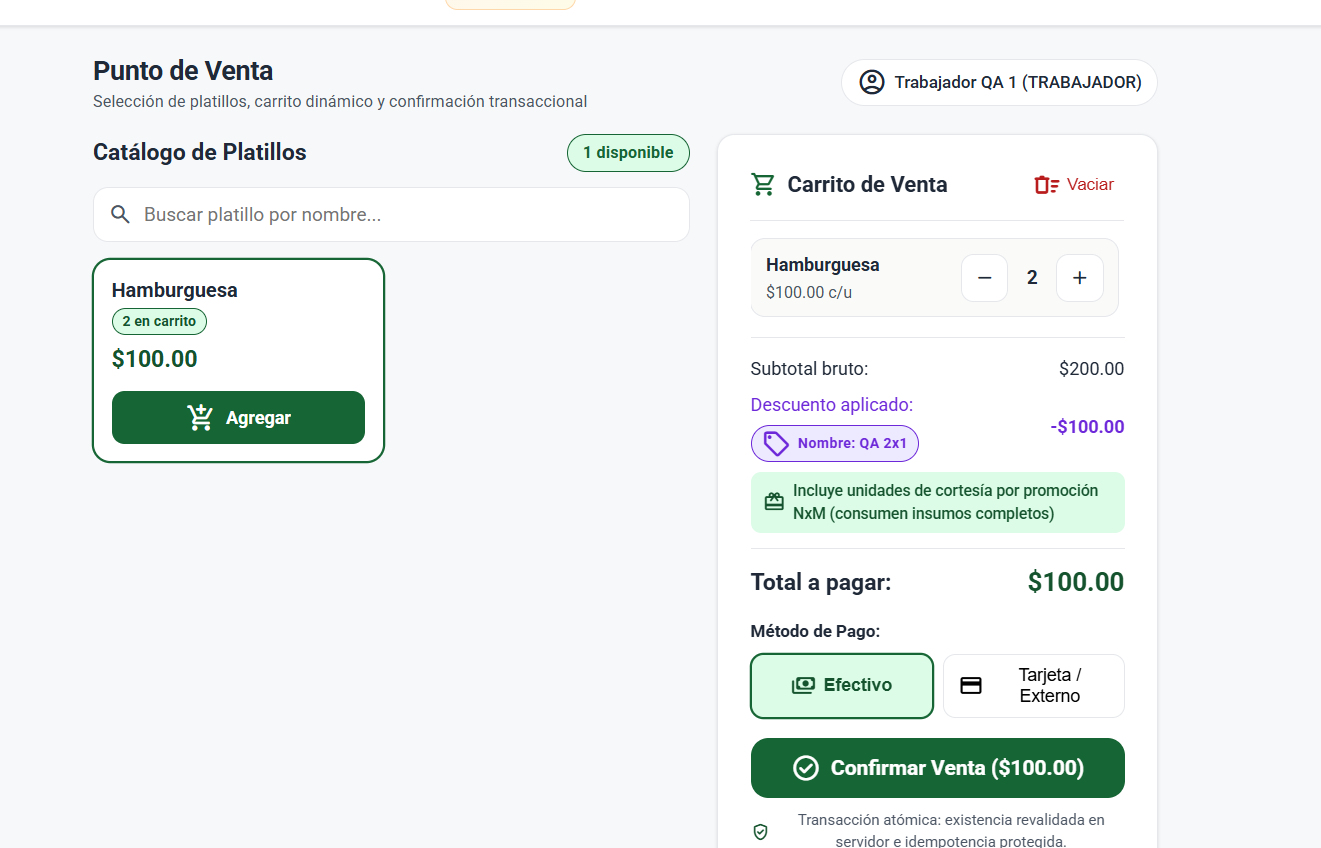 Punto de Venta
Selección de platillos, carrito dinámico y confirmación transaccional
Trabajador QA 1 (TRABAJADOR)
Catálogo de Platillos
1 disponible
Buscar platillo por nombre...
Hamburguesa
2 en carrito
$100.00
Agregar
Carrito de Venta
Vaciar
Hamburguesa
$100.00 c/u
− 2 +
Subtotal bruto: $200.00
Descuento aplicado:
-$100.00
Nombre: QA 2x1
Incluye unidades de cortesía por promoción
NxM (consumen insumos completos)
Total a pagar: $100.00
Método de Pago:
Efectivo
Tarjeta /
Externo
Confirmar Venta ($100.00)
Transacción atómica: existencia revalidada en
servidor e idempotencia protegida.